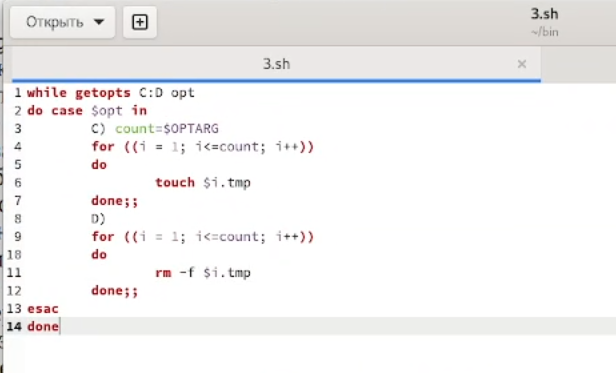 Открыть
3.sh
~/bin
3.sh
1 while getopts C:D opt
2 do case $opt in
3 C) count=$OPTARG
4 for ((i = 1; i<=count; i++))
5 do
6 touch $i.tmp
7 done;;
8 D)
9 for ((i = 1; i<=count; i++))
10 do
11 rm -f $i.tmp
12 done;;
13 esac
14 done